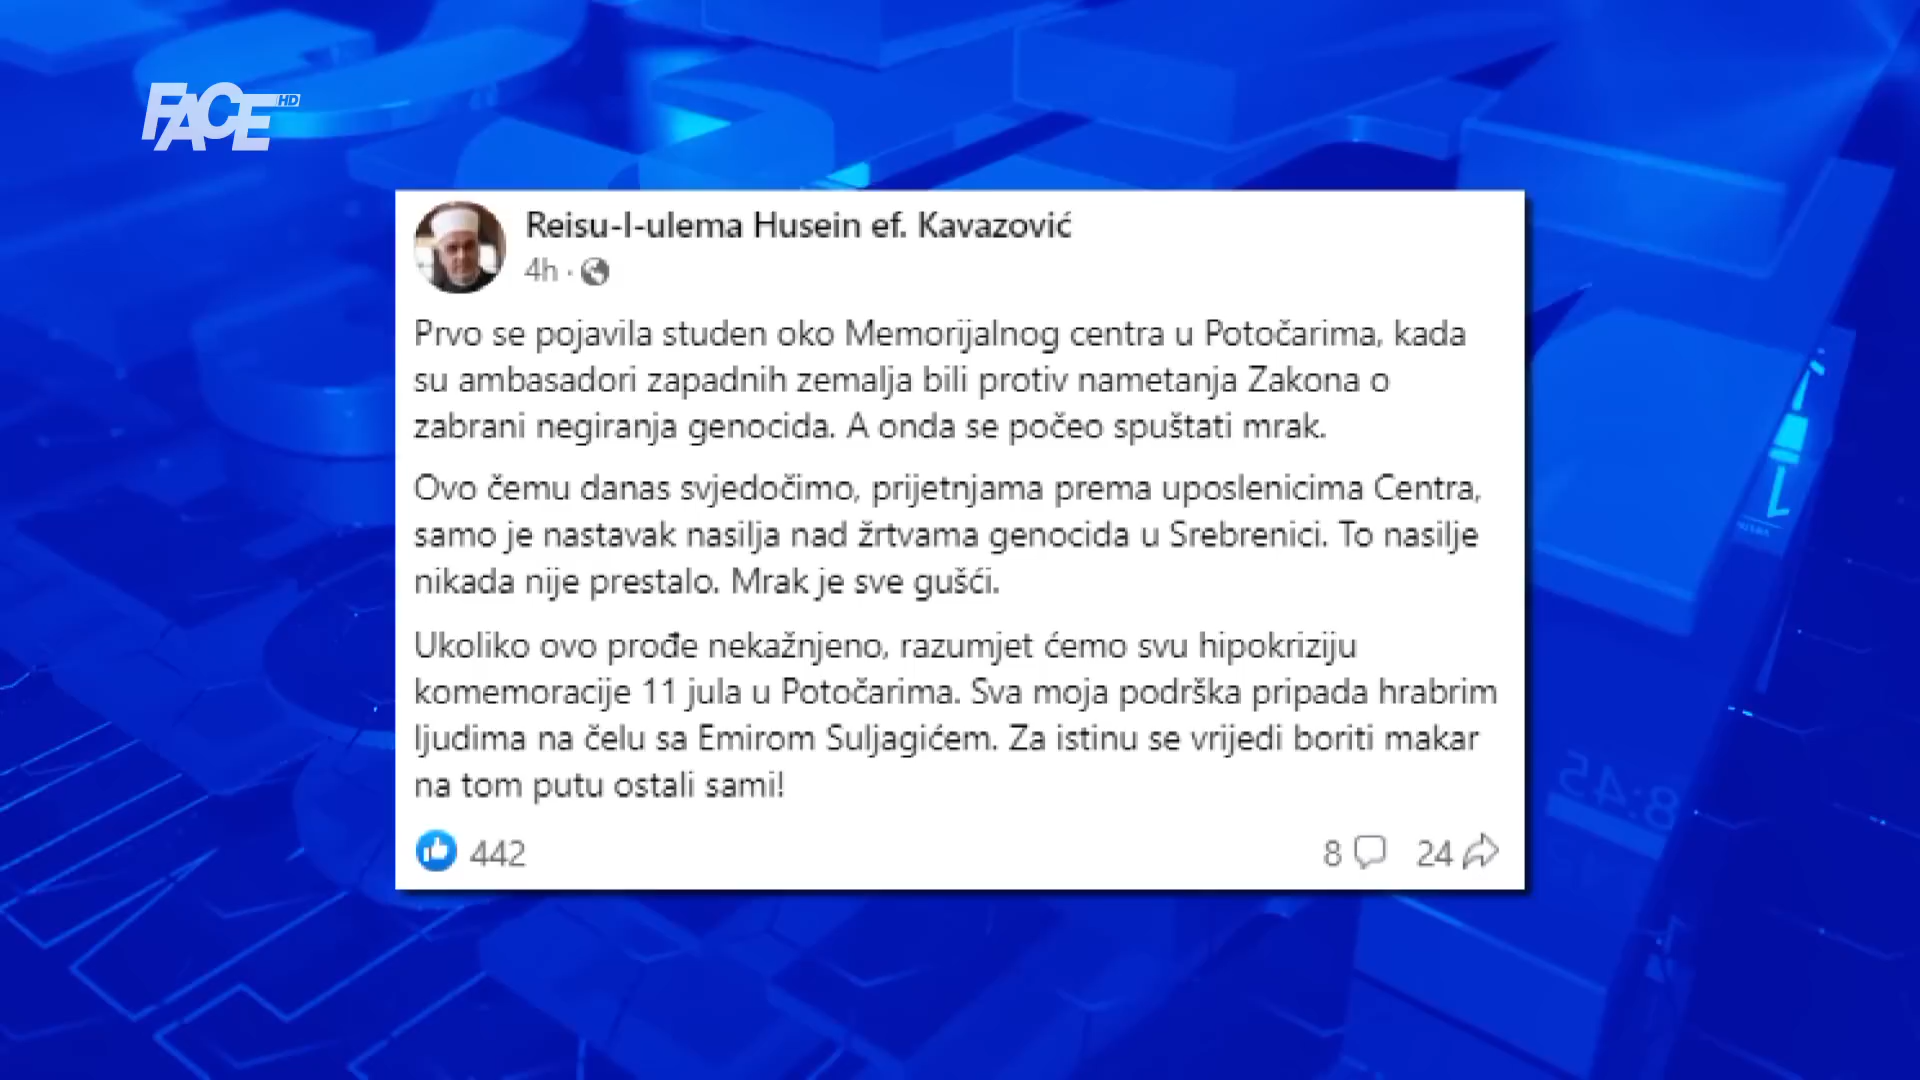 FACE HD
Reisu-l-ulema Husein ef. Kavazović
4h ·
Prvo se pojavila studen oko Memorijalnog centra u Potočarima, kada
su ambasadori zapadnih zemalja bili protiv nametanja Zakona o
zabrani negiranja genocida. A onda se počeo spuštati mrak.
Ovo čemu danas svjedočimo, prijetnjama prema uposlenicima Centra,
samo je nastavak nasilja nad žrtvama genocida u Srebrenici. To nasilje
nikada nije prestalo. Mrak je sve gušći.
Ukoliko ovo prođe nekažnjeno, razumjet ćemo svu hipokriziju
komemoracije 11 jula u Potočarima. Sva moja podrška pripada hrabrim
ljudima na čelu sa Emirom Suljagićem. Za istinu se vrijedi boriti makar
na tom putu ostali sami!
442
8 24
8:45